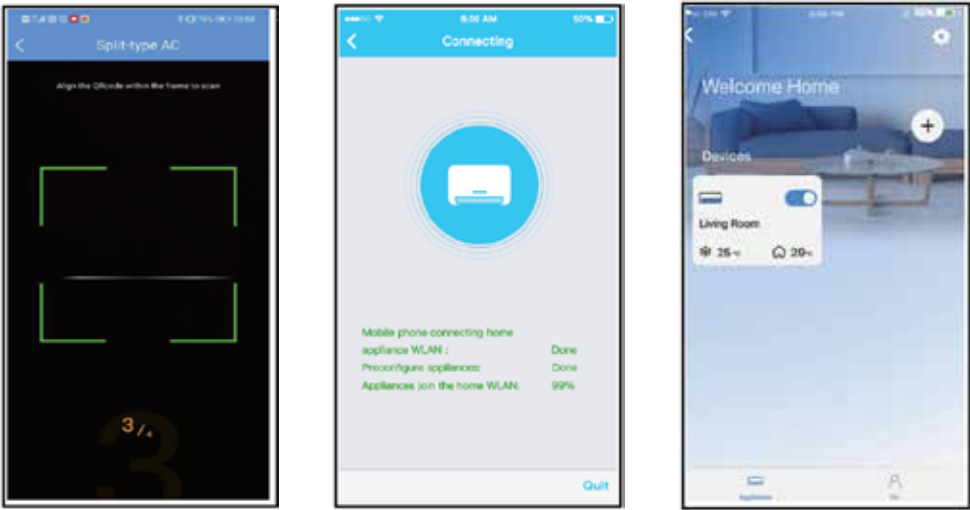 Split-type AC
Align the QRcode within the frame to scan
3/4
3
8:08 AM
50%
Connecting
Mobile phone connecting home
appliance WLAN : Done
Preconfigure appliances: Done
Appliances join the home WLAN: 99%
Quit
Welcome Home
+
Devices
Living Room
25 20